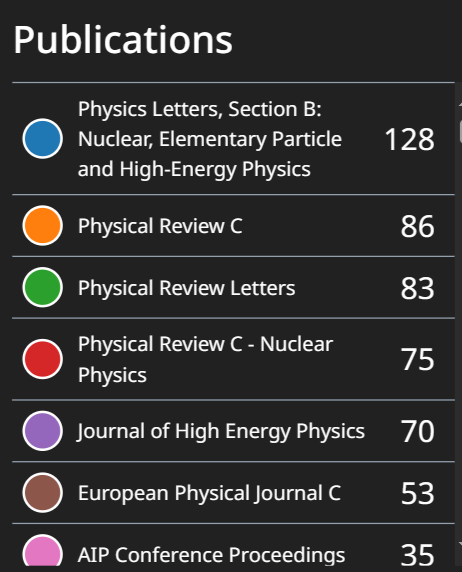 Publications
Physics Letters, Section B:
Nuclear, Elementary Particle
and High-Energy Physics
128
Physical Review C
86
Physical Review Letters
83
Physical Review C - Nuclear
Physics
75
Journal of High Energy Physics
70
European Physical Journal C
53
AIP Conference Proceedings
35